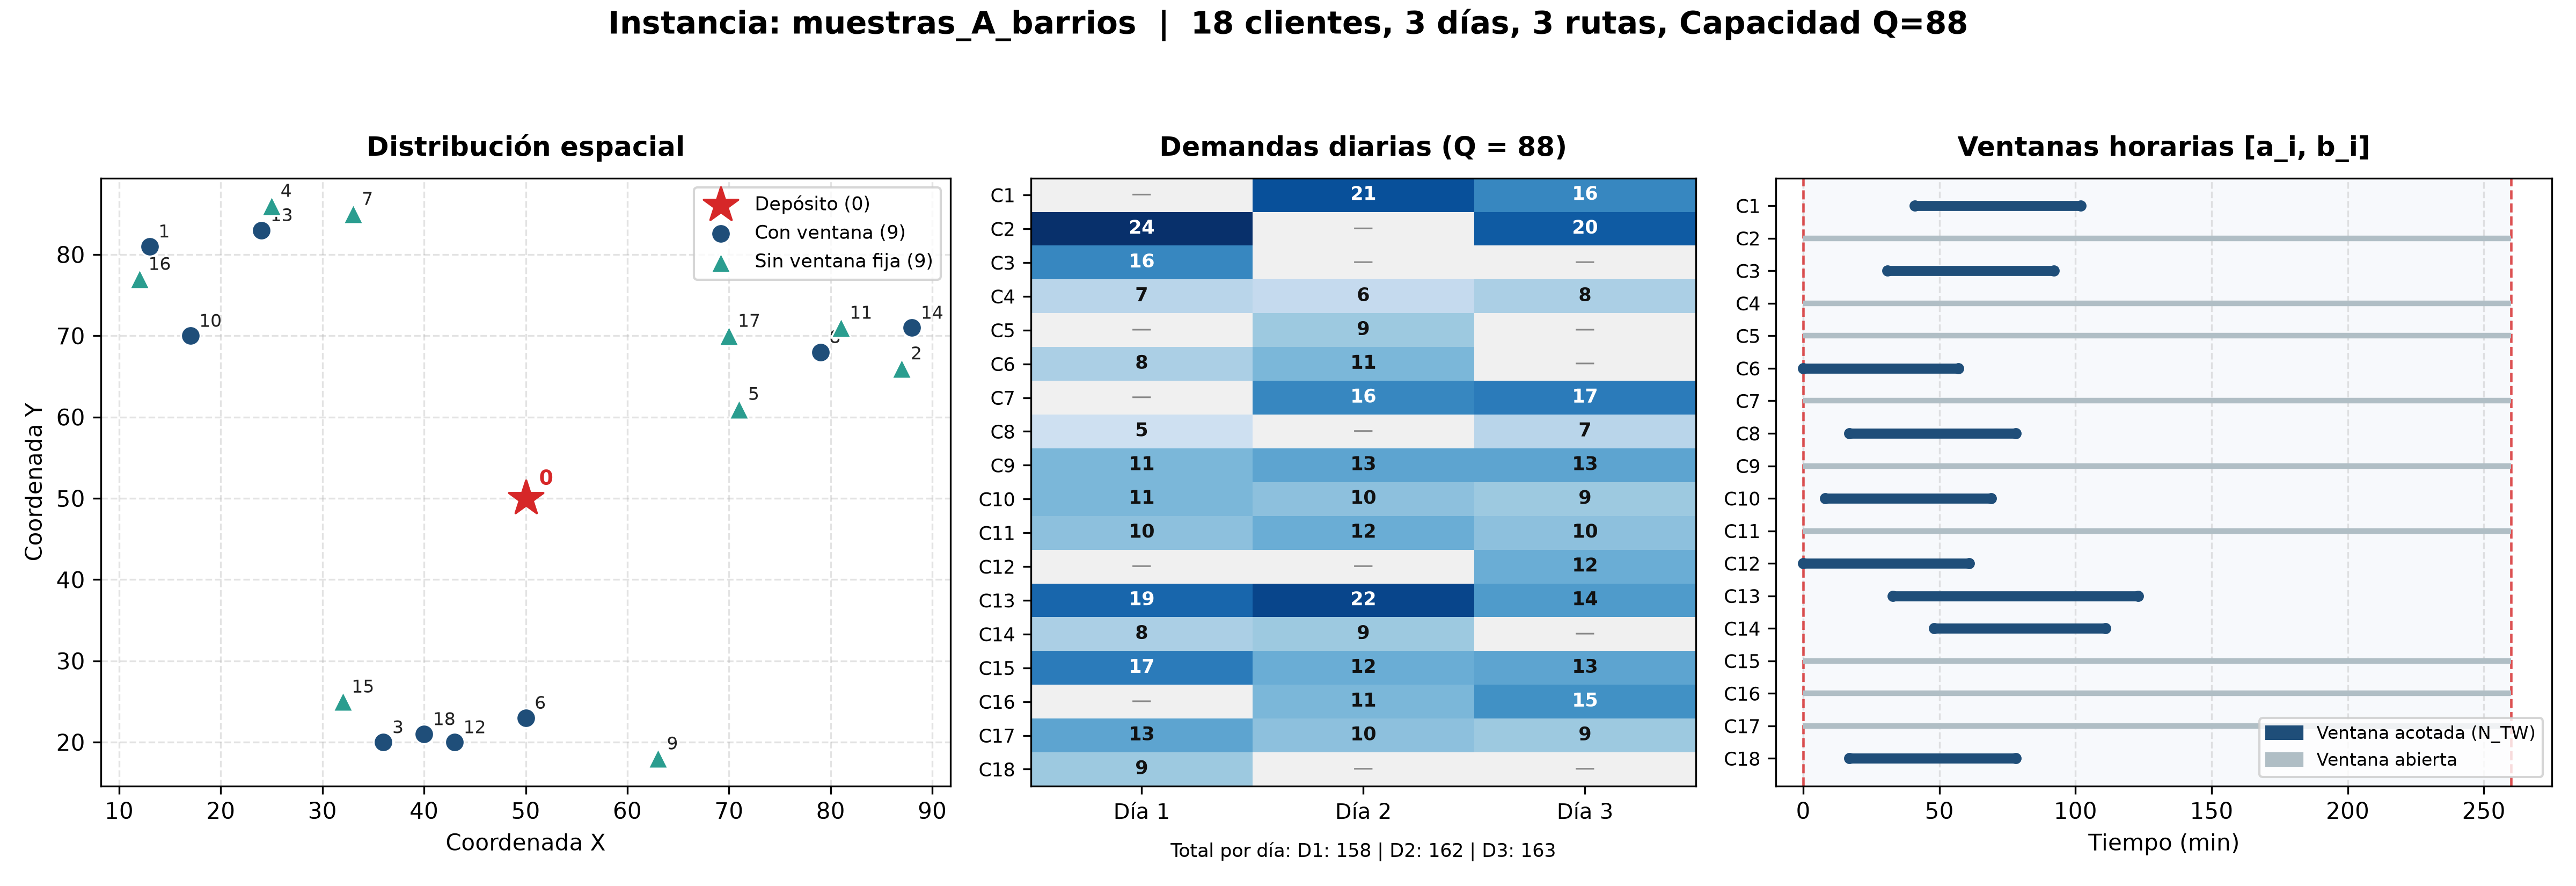 Instancia: muestras_A_barrios | 18 clientes, 3 días, 3 rutas, Capacidad Q=88
Distribución espacial
Coordenada Y
80
70
60
50
40
30
20
10 20 30 40 50 60 70 80 90
Coordenada X
Depósito (0)
Con ventana (9)
Sin ventana fija (9)
4
7
13
1
16
10
17
11
14
2
5
0
15
3
18
12
6
9
Demandas diarias (Q = 88)
C1 — 21 16
C2 24 — 20
C3 16 — —
C4 7 6 8
C5 — 9 —
C6 8 11 —
C7 — 16 17
C8 5 — 7
C9 11 13 13
C10 11 10 9
C11 10 12 10
C12 — — 12
C13 19 22 14
C14 8 9 —
C15 17 12 13
C16 — 11 15
C17 13 10 9
C18 9 — —
Día 1 Día 2 Día 3
Total por día: D1: 158 | D2: 162 | D3: 163
Ventanas horarias [a_i, b_i]
C1
C2
C3
C4
C5
C6
C7
C8
C9
C10
C11
C12
C13
C14
C15
C16
C17
C18
Ventana acotada (N_TW)
Ventana abierta
0 50 100 150 200 250
Tiempo (min)